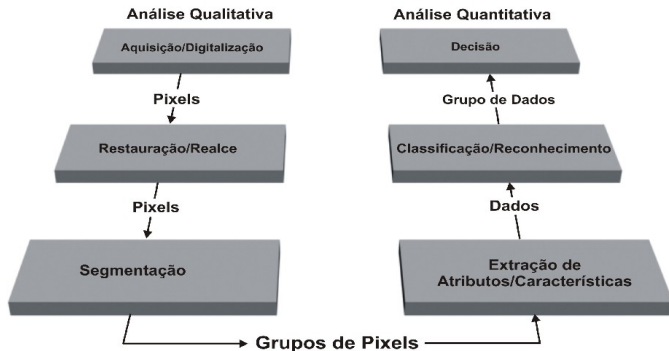 Análise Qualitativa
Aquisição/Digitalização
Pixels
Restauração/Realce
Pixels
Segmentação
Grupos de Pixels
Extração de
Atributos/Características
Dados
Classificação/Reconhecimento
Grupo de Dados
Decisão
Análise Quantitativa